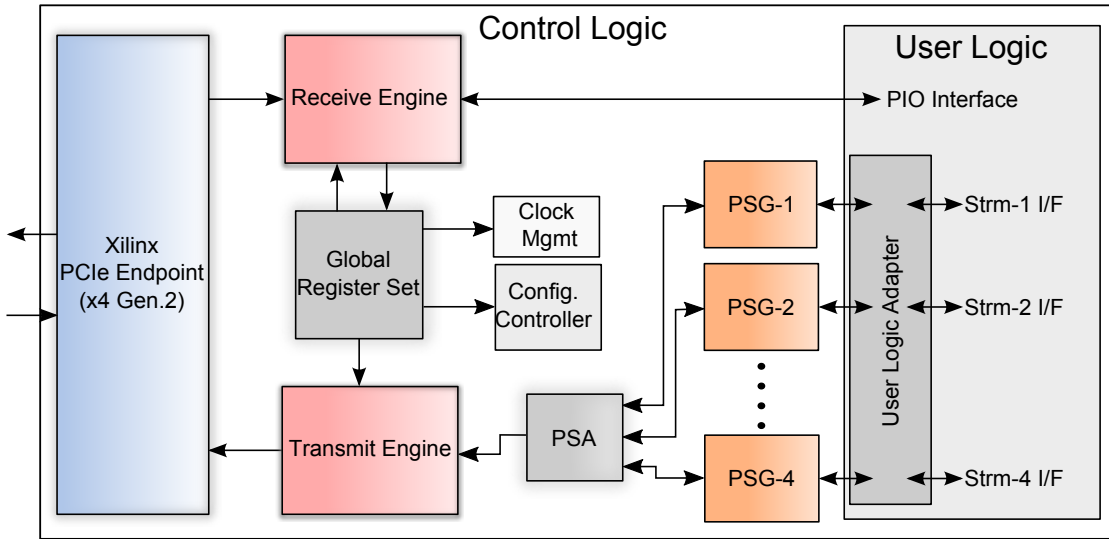 Control Logic
User Logic
Xilinx
PCIe Endpoint
(x4 Gen.2)
Receive Engine
PIO Interface
Global
Register Set
Clock
Mgmt
Config.
Controller
Transmit Engine
PSA
PSG-1
PSG-2
PSG-4
User Logic Adapter
Strm-1 I/F
Strm-2 I/F
Strm-4 I/F